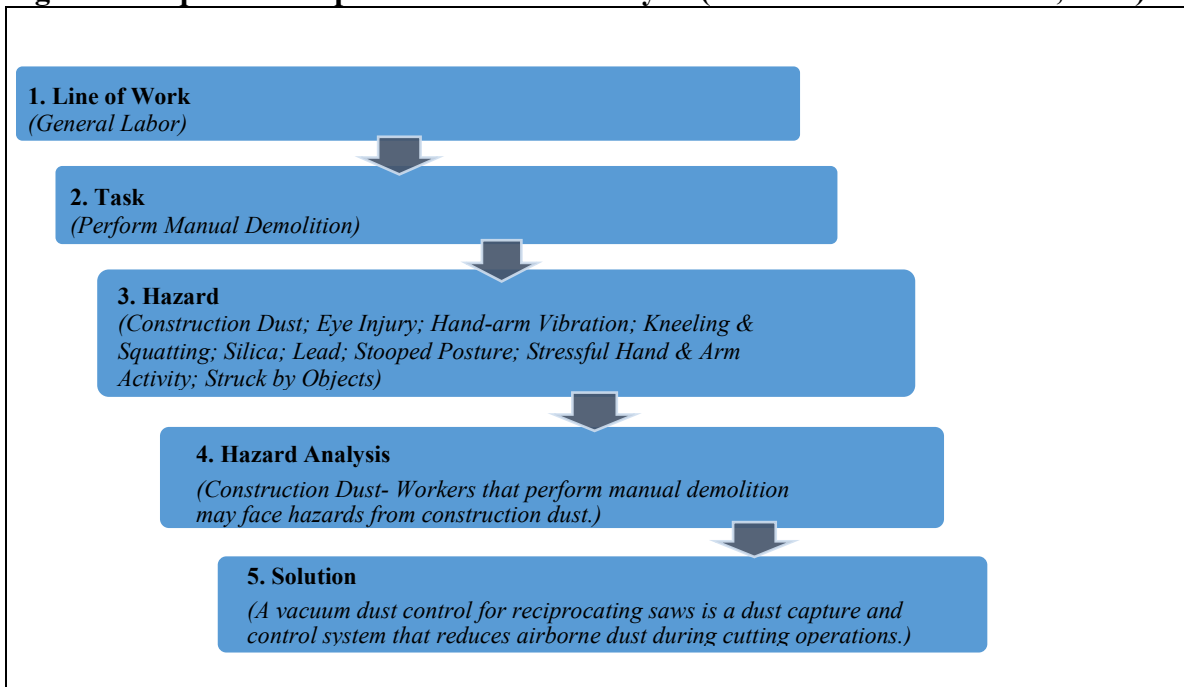 1. Line of Work
(General Labor)
2. Task
(Perform Manual Demolition)
3. Hazard
(Construction Dust; Eye Injury; Hand-arm Vibration; Kneeling &
Squatting; Silica; Lead; Stooped Posture; Stressful Hand & Arm
Activity; Struck by Objects)
4. Hazard Analysis
(Construction Dust- Workers that perform manual demolition
may face hazards from construction dust.)
5. Solution
(A vacuum dust control for reciprocating saws is a dust capture and
control system that reduces airborne dust during cutting operations.)